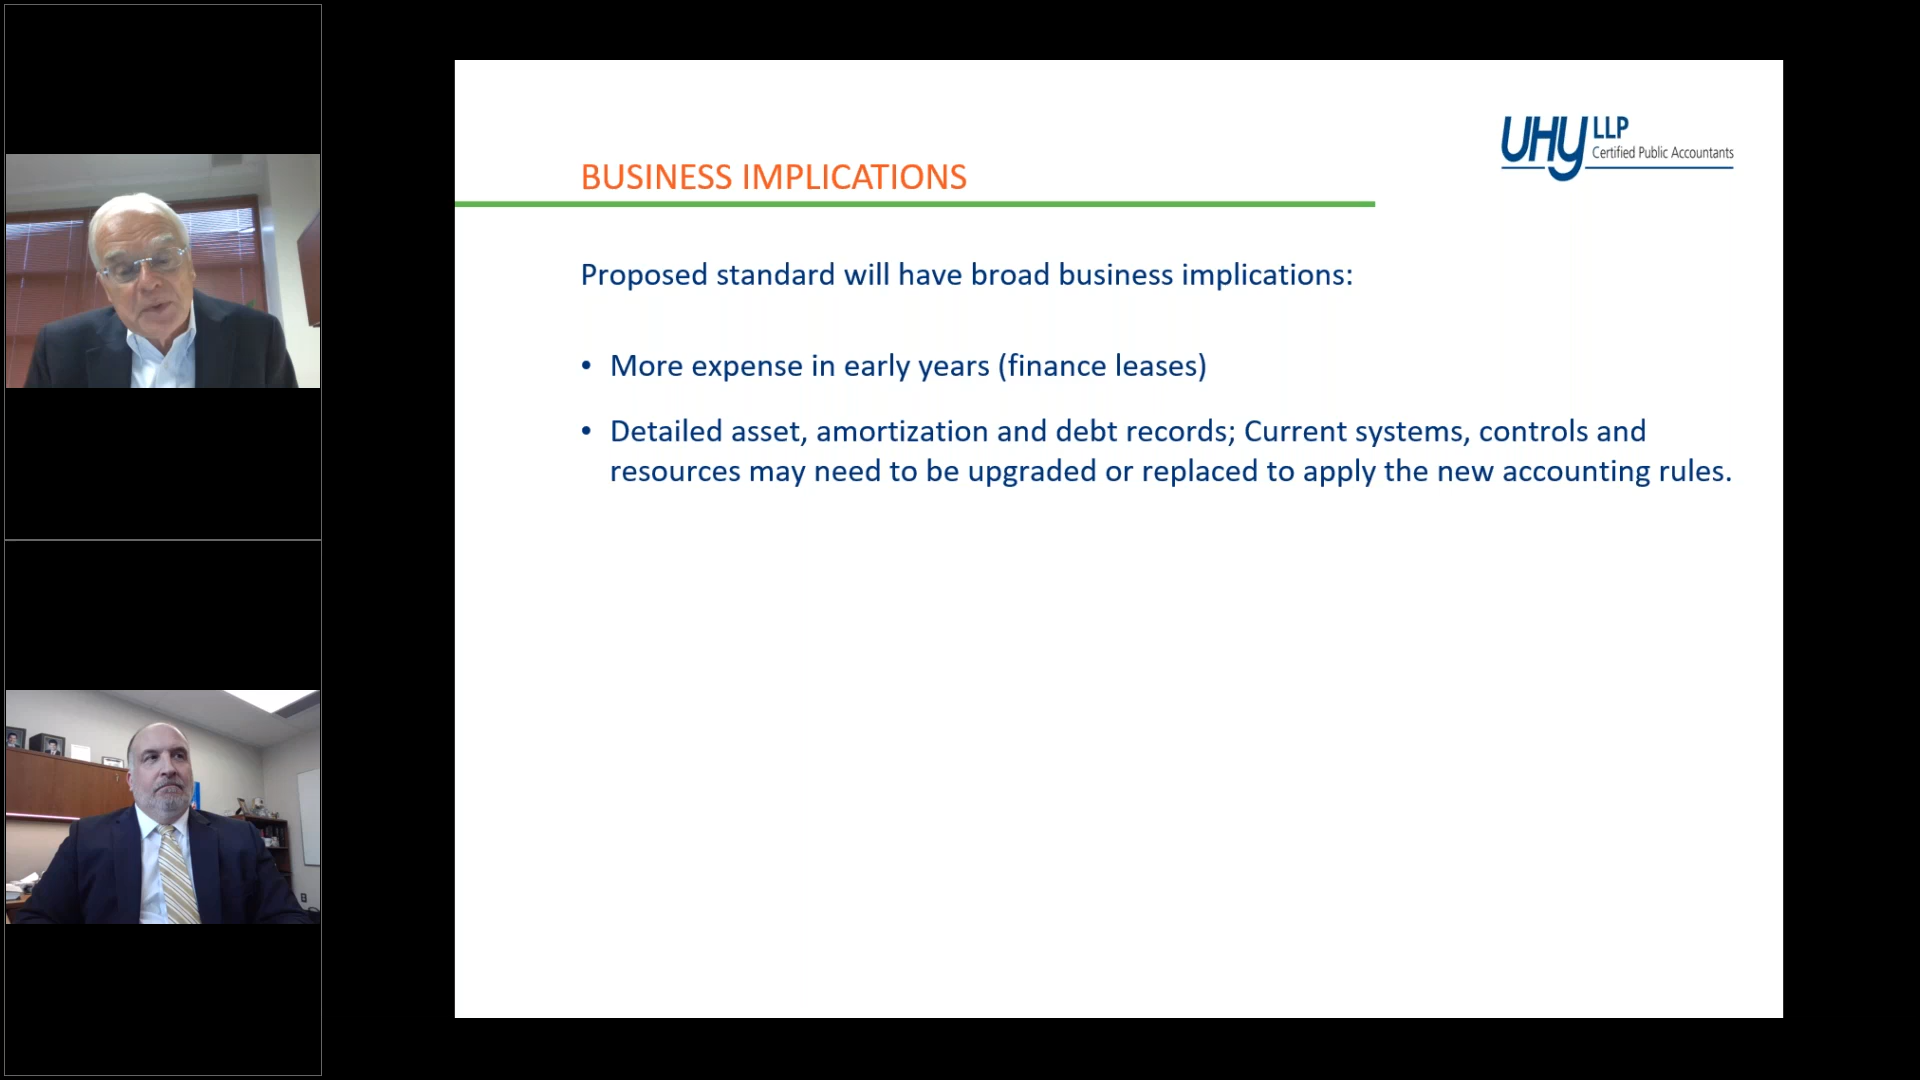 UHY LLP
Certified Public Accountants
BUSINESS IMPLICATIONS
Proposed standard will have broad business implications:
• More expense in early years (finance leases)
• Detailed asset, amortization and debt records; Current systems, controls and
resources may need to be upgraded or replaced to apply the new accounting rules.